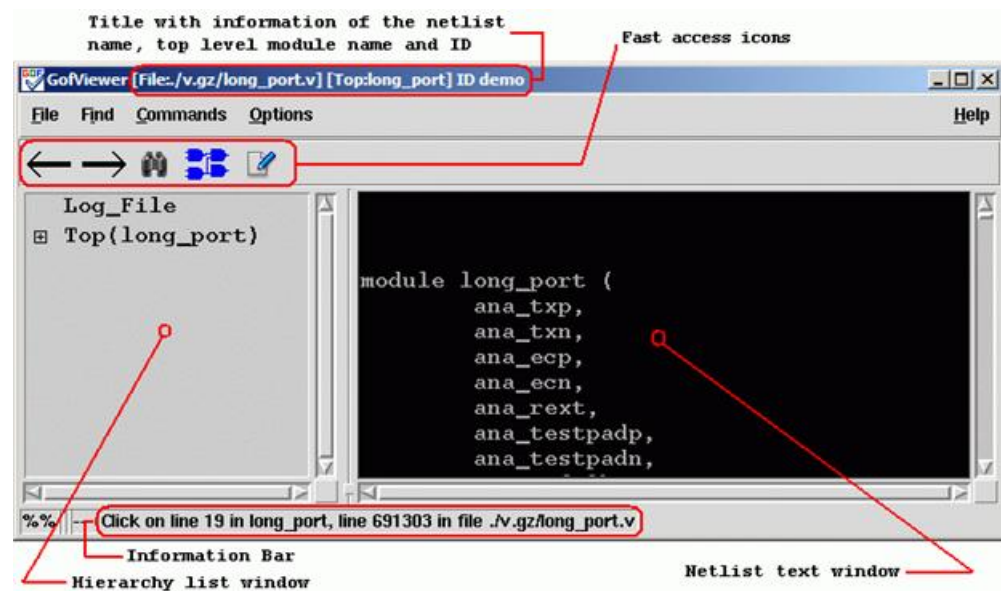 Title with information of the netlist
name, top level module name and ID
Fast access icons
GOF
GofViewer [File:./v.gz/long_port.v] [Top:long_port] ID demo
File Find Commands Options Help
Log_File
Top(long_port)
module long_port (
ana_txp,
ana_txn,
ana_ecp,
ana_ecn,
ana_rext,
ana_testpadp,
ana_testpadn,
%% -- Click on line 19 in long_port, line 691303 in file ./v.gz/long_port.v
Information Bar
Hierarchy list window
Netlist text window